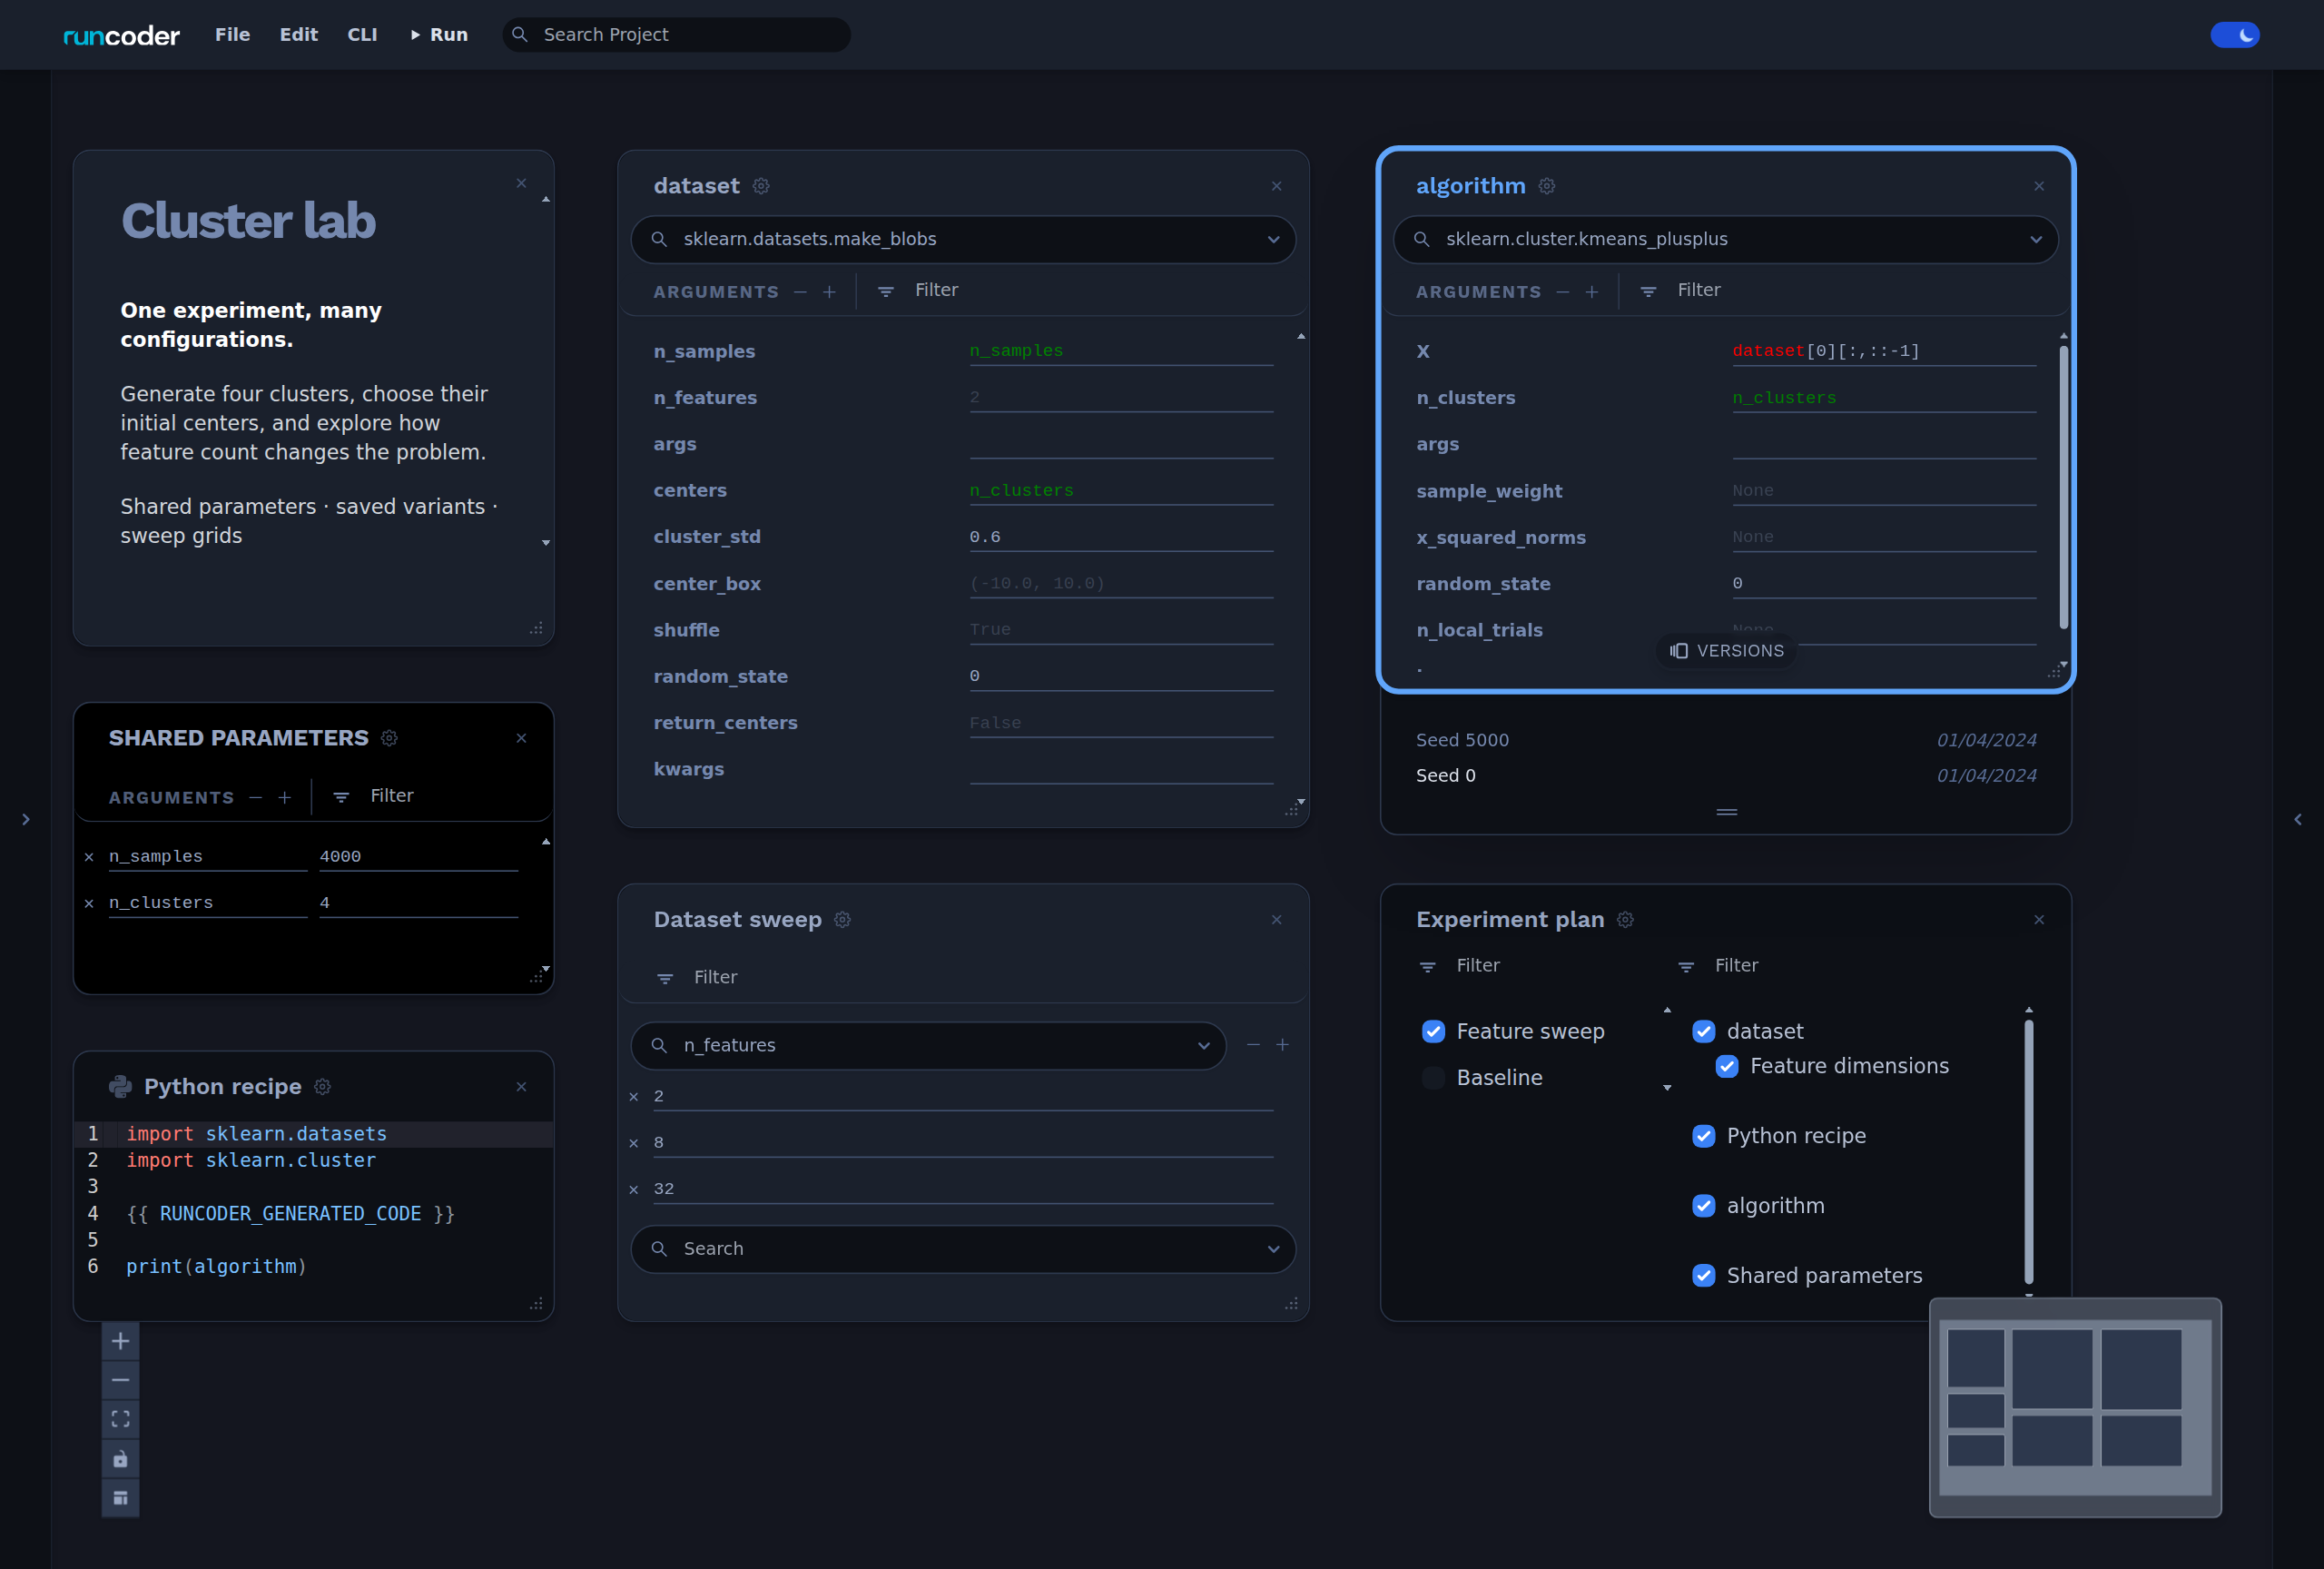 runcoder File Edit CLI Run Search Project
Cluster lab
One experiment, many
configurations.
Generate four clusters, choose their
initial centers, and explore how
feature count changes the problem.
Shared parameters · saved variants ·
sweep grids
SHARED PARAMETERS
ARGUMENTS Filter
n_samples 4000
n_clusters 4
Python recipe
1 import sklearn.datasets
2 import sklearn.cluster
3
4 {{ RUNCODER_GENERATED_CODE }}
5
6 print(algorithm)
dataset
sklearn.datasets.make_blobs
ARGUMENTS Filter
n_samples n_samples
n_features 2
args
centers n_clusters
cluster_std 0.6
center_box (-10.0, 10.0)
shuffle True
random_state 0
return_centers False
kwargs
Dataset sweep
Filter
n_features
2
8
32
Search
algorithm
sklearn.cluster.kmeans_plusplus
ARGUMENTS Filter
X dataset[0][:,::-1]
n_clusters n_clusters
args
sample_weight None
x_squared_norms None
random_state 0
n_local_trials None
VERSIONS
Seed 5000 01/04/2024
Seed 0 01/04/2024
Experiment plan
Filter Filter
Feature sweep
Baseline
dataset
Feature dimensions
Python recipe
algorithm
Shared parameters